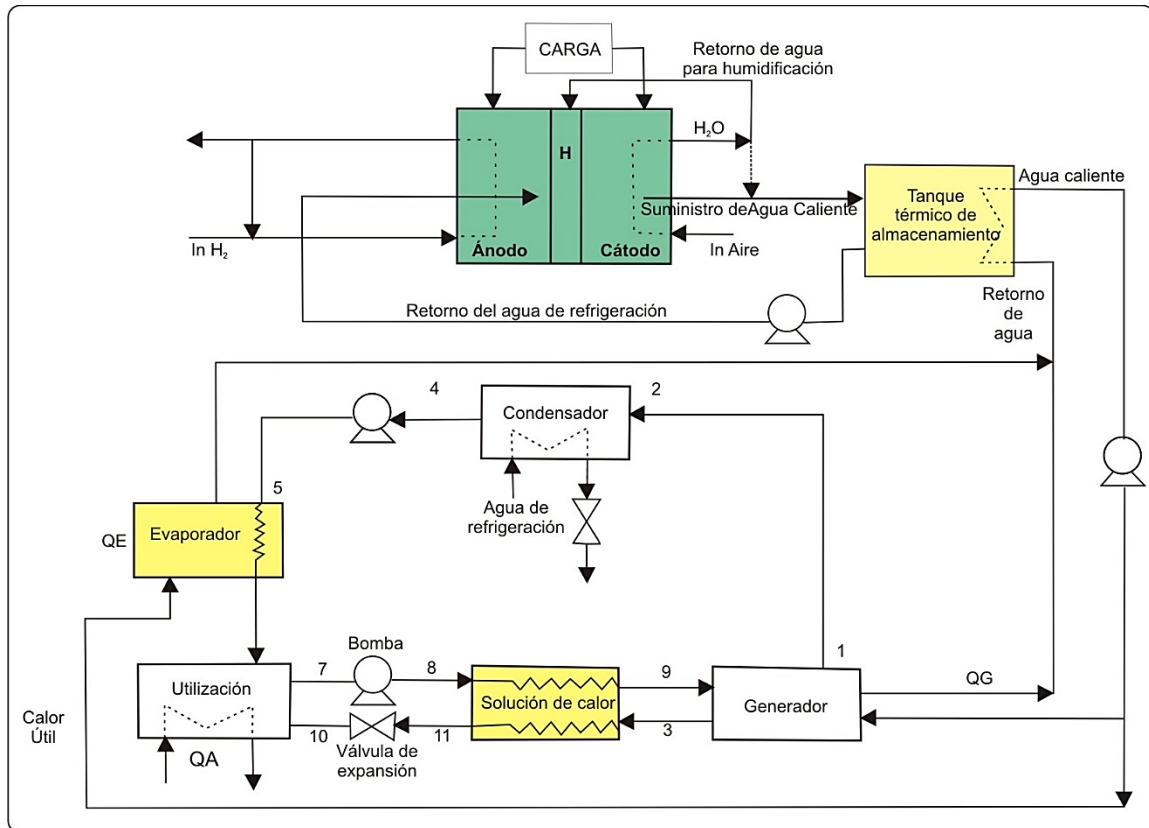 CARGA
Retorno de agua
para humidificación
H₂O
H
Ánodo
Cátodo
In H₂
In Aire
Suministro deAgua Caliente
Tanque
térmico de
almacenamiento
Agua caliente
Retorno
de
agua
Retorno del agua de refrigeración
4
Condensador
2
Agua de
refrigeración
5
QE
Evaporador
Utilización
QA
Calor
Útil
7
Bomba
8
10
Válvula de
expansión
11
Solución de calor
9
3
1
Generador
QG